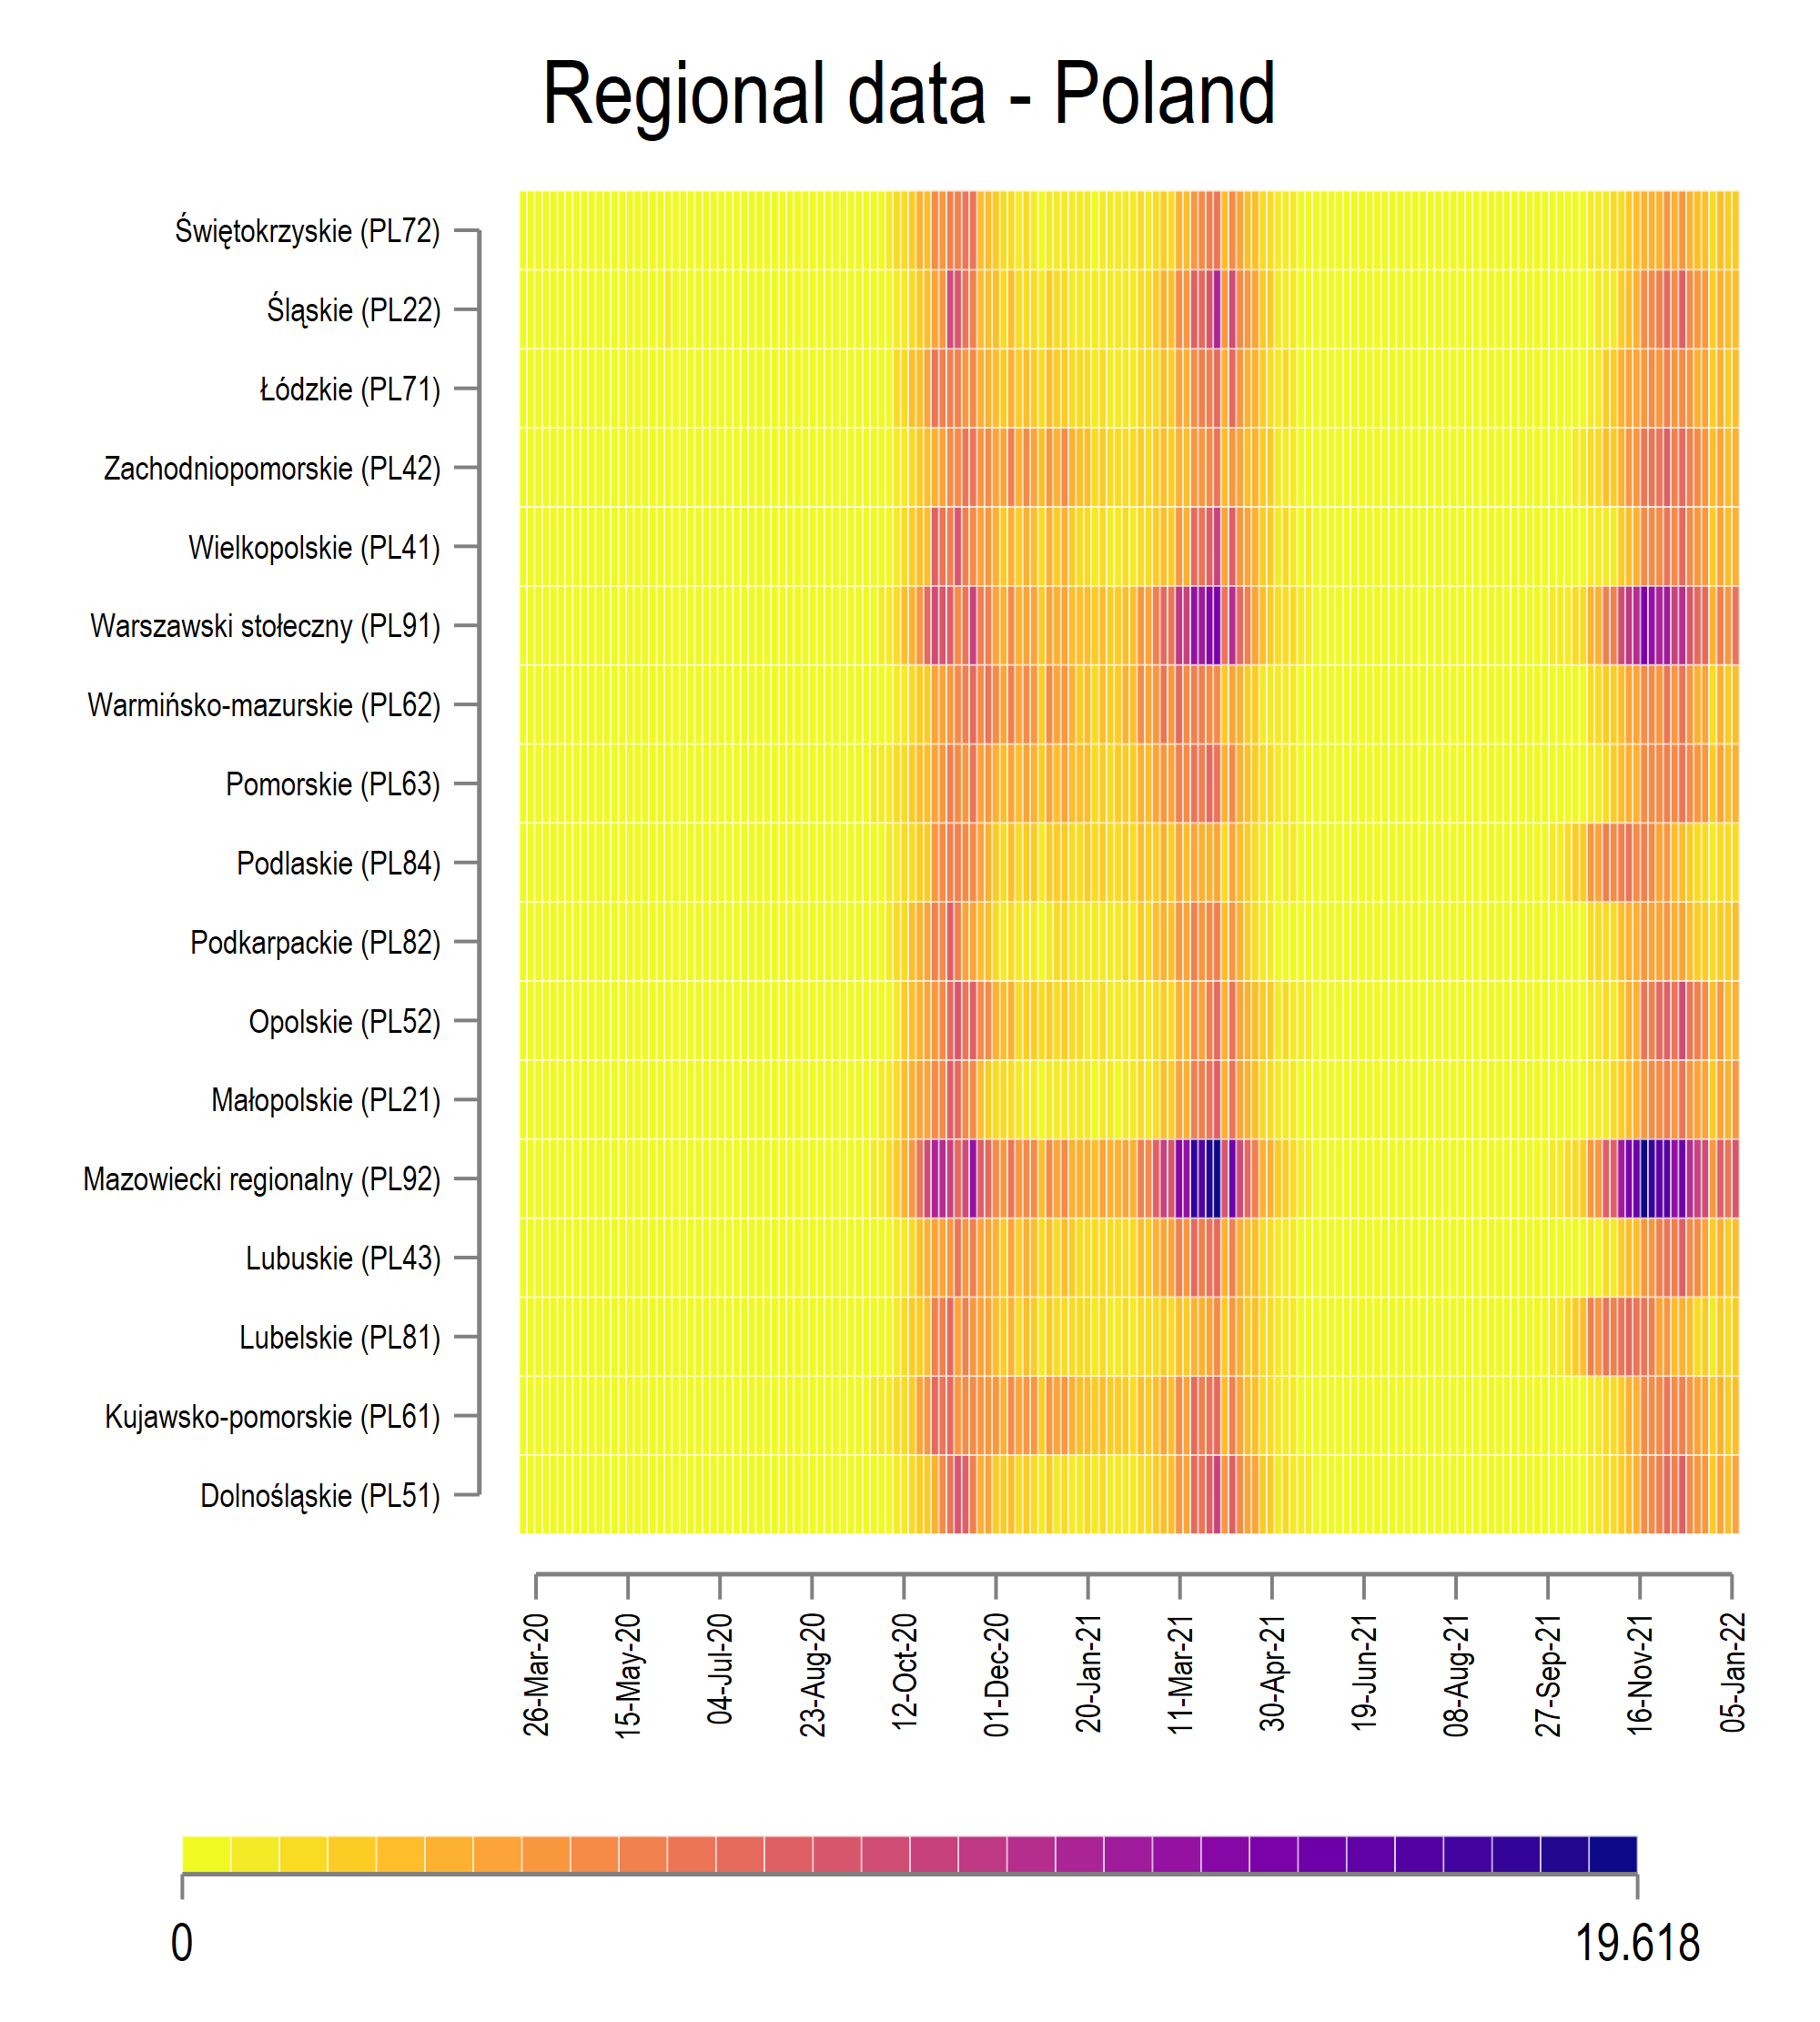 Regional data - Poland
Świętokrzyskie (PL72)
Śląskie (PL22)
Łódzkie (PL71)
Zachodniopomorskie (PL42)
Wielkopolskie (PL41)
Warszawski stołeczny (PL91)
Warmińsko-mazurskie (PL62)
Pomorskie (PL63)
Podlaskie (PL84)
Podkarpackie (PL82)
Opolskie (PL52)
Małopolskie (PL21)
Mazowiecki regionalny (PL92)
Lubuskie (PL43)
Lubelskie (PL81)
Kujawsko-pomorskie (PL61)
Dolnośląskie (PL51)
26-Mar-20
15-May-20
04-Jul-20
23-Aug-20
12-Oct-20
01-Dec-20
20-Jan-21
11-Mar-21
30-Apr-21
19-Jun-21
08-Aug-21
27-Sep-21
16-Nov-21
05-Jan-22
0
19.618